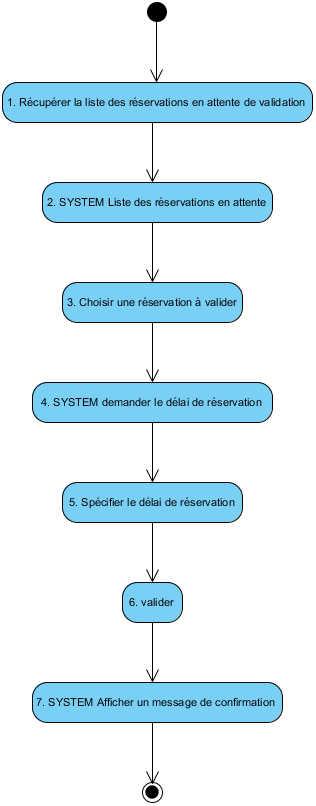 1. Récupérer la liste des réservations en attente de validation
2. SYSTEM Liste des réservations en attente
3. Choisir une réservation à valider
4. SYSTEM demander le délai de réservation
5. Spécifier le délai de réservation
6. valider
7. SYSTEM Afficher un message de confirmation